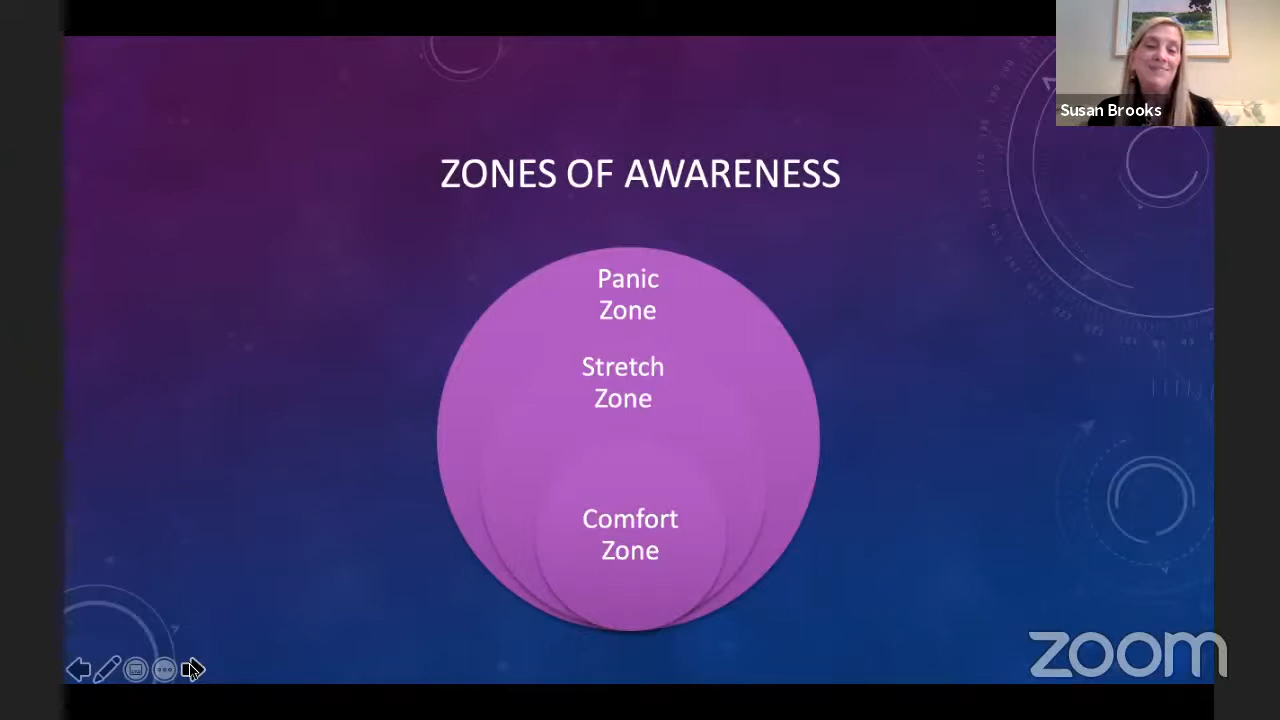 Susan Brooks
ZONES OF AWARENESS
Panic
Zone
Stretch
Zone
Comfort
Zone
zoom